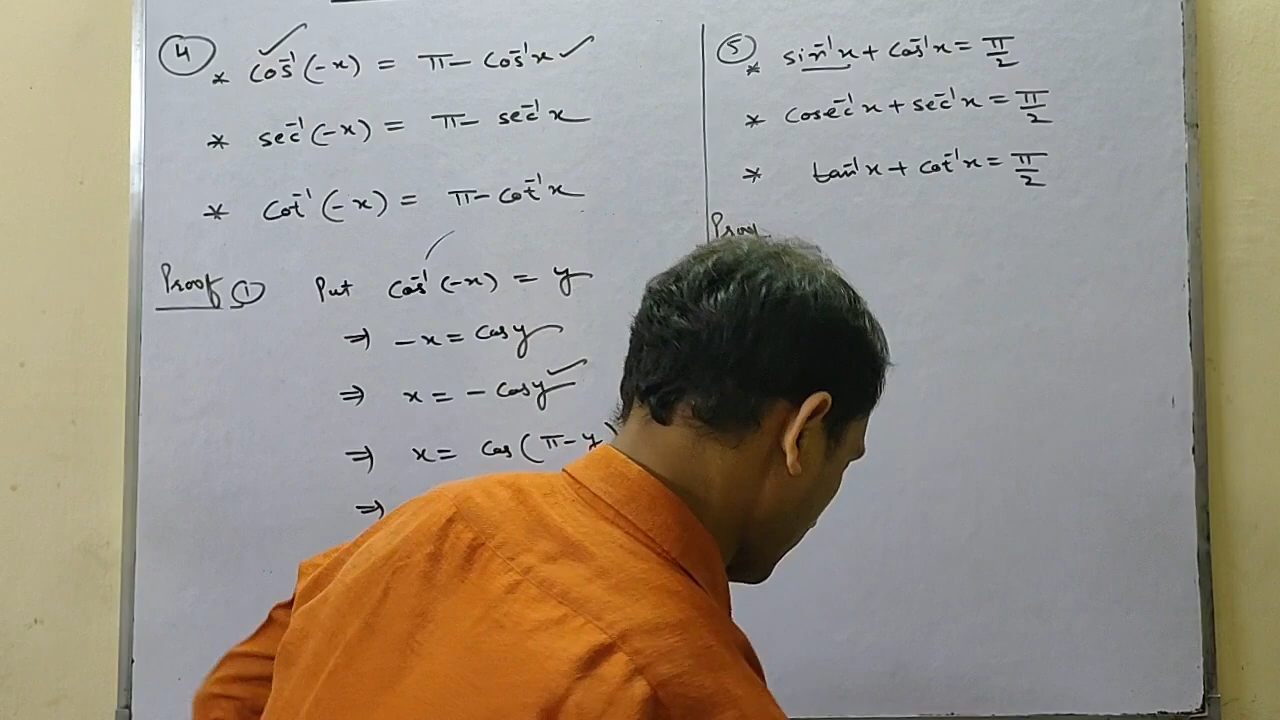 ④ * cos⁻¹(-x) = π - cos⁻¹x
* sec⁻¹(-x) = π - sec⁻¹x
* cot⁻¹(-x) = π - cot⁻¹x
Proof ① Put cos⁻¹(-x) = y
⇒ -x = cos y
⇒ x = - cos y
⇒ x = cos(π - y)
⇒
⑤ * sin⁻¹x + cos⁻¹x = π/2
* cosec⁻¹x + sec⁻¹x = π/2
* tan⁻¹x + cot⁻¹x = π/2
Proof